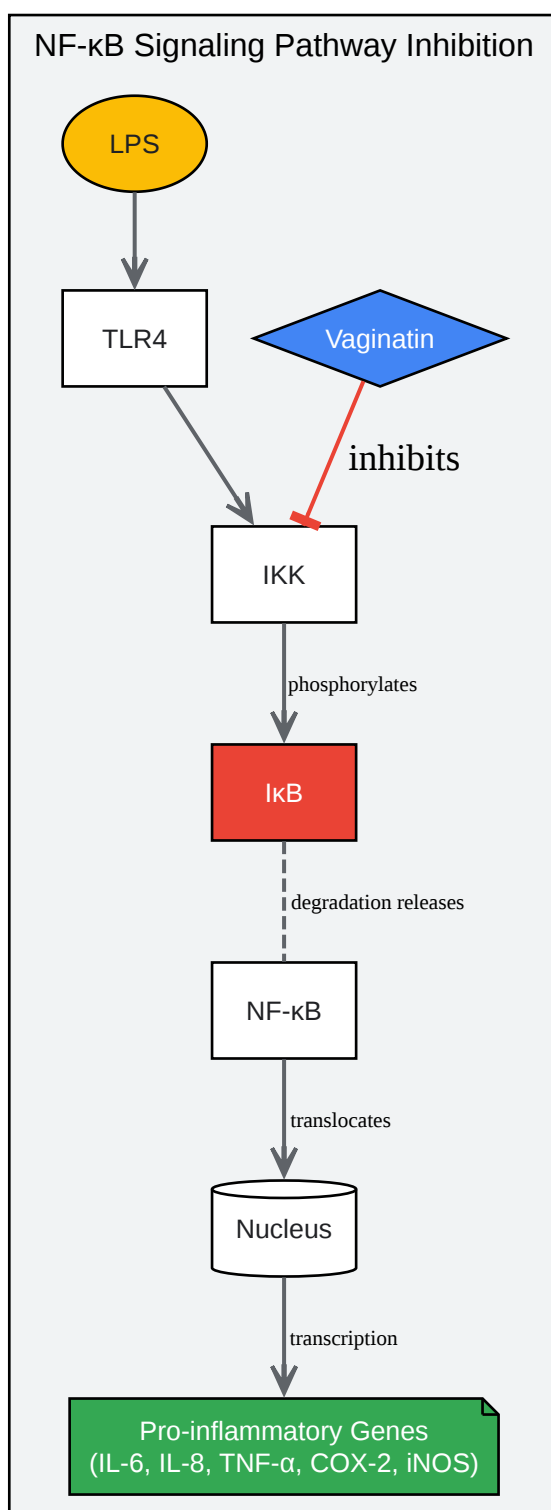 NF-κB Signaling Pathway Inhibition
LPS
TLR4
Vaginatin
inhibits
IKK
phosphorylates
IκB
degradation releases
NF-κB
translocates
Nucleus
transcription
Pro-inflammatory Genes
(IL-6, IL-8, TNF-α, COX-2, iNOS)